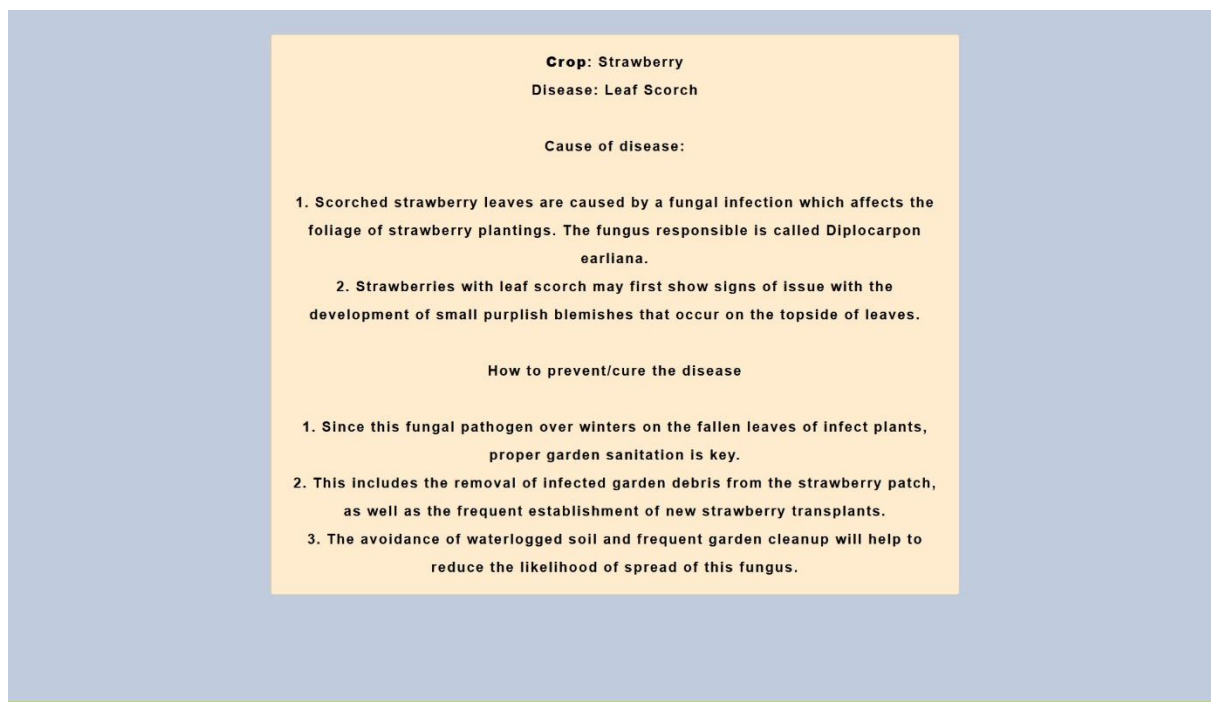 Crop: Strawberry
Disease: Leaf Scorch
Cause of disease:
1. Scorched strawberry leaves are caused by a fungal infection which affects the
foliage of strawberry plantings. The fungus responsible is called Diplocarpon
earliana.
2. Strawberries with leaf scorch may first show signs of issue with the
development of small purplish blemishes that occur on the topside of leaves.
How to prevent/cure the disease
1. Since this fungal pathogen over winters on the fallen leaves of infect plants,
proper garden sanitation is key.
2. This includes the removal of infected garden debris from the strawberry patch,
as well as the frequent establishment of new strawberry transplants.
3. The avoidance of waterlogged soil and frequent garden cleanup will help to
reduce the likelihood of spread of this fungus.